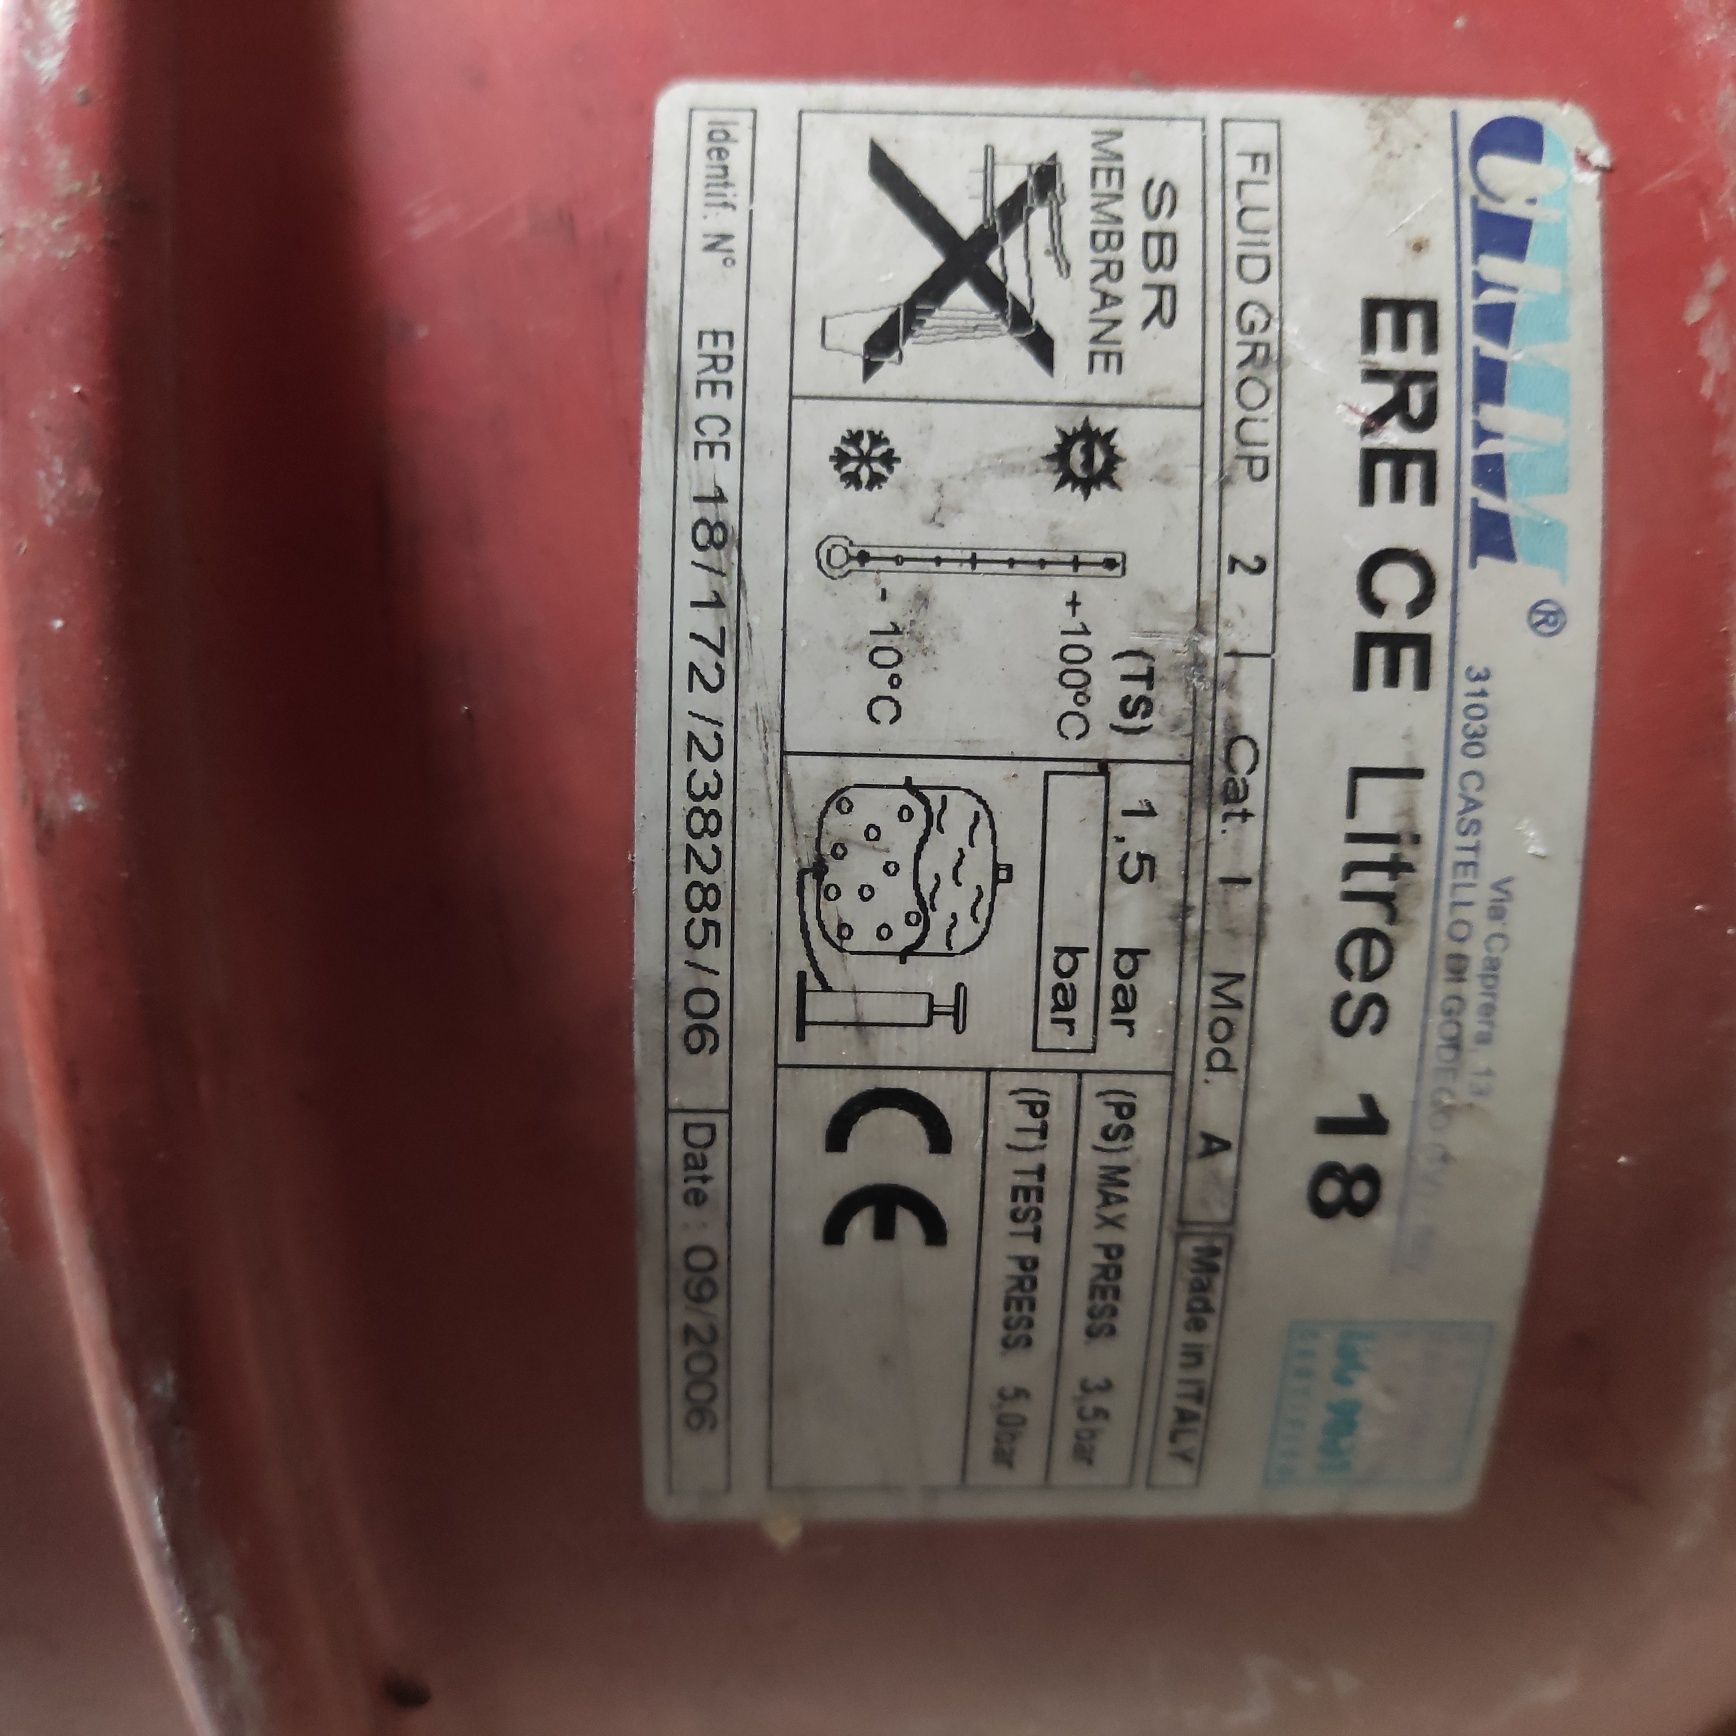 CIMM ®
Via Caprera, 13
31030 CASTELLO DI GODEGO
ERE CE Litres 18
FLUID GROUP 2 Cat. I Mod. A Made in ITALY
SBR
MEMBRANE
(TS)
+100°C
- 10°C
1,5 bar
bar
(PS) MAX PRESS. 3,5 bar
(PT) TEST PRESS. 5,0 bar
CE
Identif. N° ERE CE 18/172/238285/06 Date : 09/2006